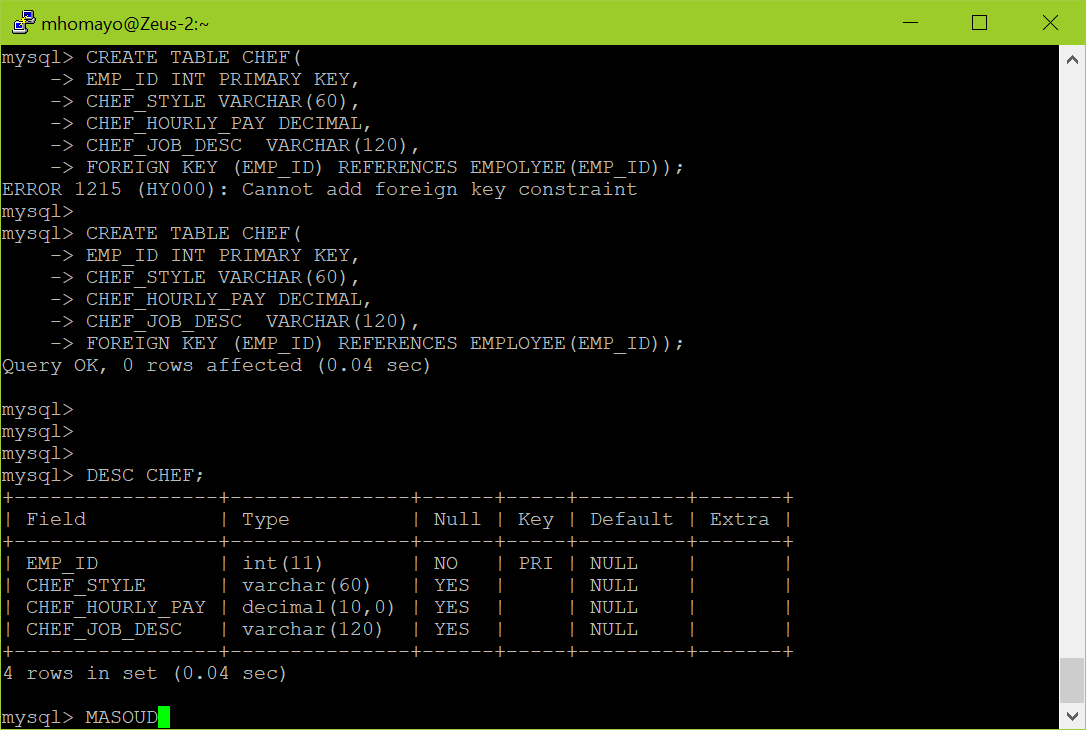 mhomayo@Zeus-2:~
mysql> CREATE TABLE CHEF(
    -> EMP_ID INT PRIMARY KEY,
    -> CHEF_STYLE VARCHAR(60),
    -> CHEF_HOURLY_PAY DECIMAL,
    -> CHEF_JOB_DESC  VARCHAR(120),
    -> FOREIGN KEY (EMP_ID) REFERENCES EMPOLYEE(EMP_ID));
ERROR 1215 (HY000): Cannot add foreign key constraint
mysql>
mysql> CREATE TABLE CHEF(
    -> EMP_ID INT PRIMARY KEY,
    -> CHEF_STYLE VARCHAR(60),
    -> CHEF_HOURLY_PAY DECIMAL,
    -> CHEF_JOB_DESC  VARCHAR(120),
    -> FOREIGN KEY (EMP_ID) REFERENCES EMPLOYEE(EMP_ID));
Query OK, 0 rows affected (0.04 sec)

mysql>
mysql>
mysql>
mysql> DESC CHEF;
+-----------------+---------------+------+-----+---------+-------+
| Field           | Type          | Null | Key | Default | Extra |
+-----------------+---------------+------+-----+---------+-------+
| EMP_ID          | int(11)       | NO   | PRI | NULL    |       |
| CHEF_STYLE      | varchar(60)   | YES  |     | NULL    |       |
| CHEF_HOURLY_PAY | decimal(10,0) | YES  |     | NULL    |       |
| CHEF_JOB_DESC   | varchar(120)  | YES  |     | NULL    |       |
+-----------------+---------------+------+-----+---------+-------+
4 rows in set (0.04 sec)

mysql> MASOUD